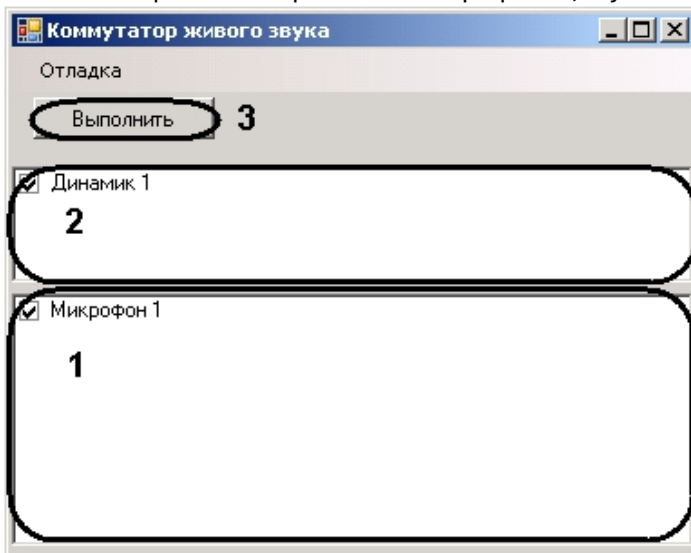 Коммутатор живого звука
Отладка
Выполнить 3
Динамик 1
2
Микрофон 1
1